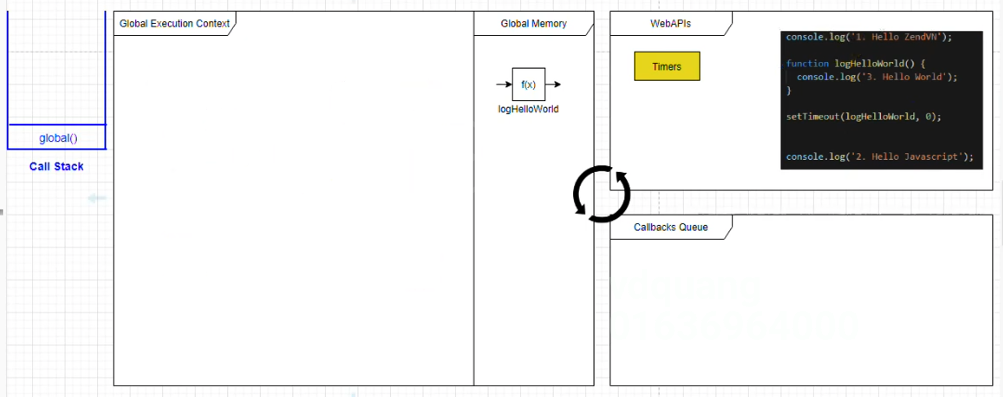 Global Execution Context
Global Memory
WebAPIs
Timers
console.log('1. Hello ZendVN');
function logHelloWorld() {
console.log('3. Hello World');
}
setTimeout(logHelloWorld, 0);
console.log('2. Hello Javascript');
f(x)
logHelloWorld
global()
Call Stack
Callbacks Queue